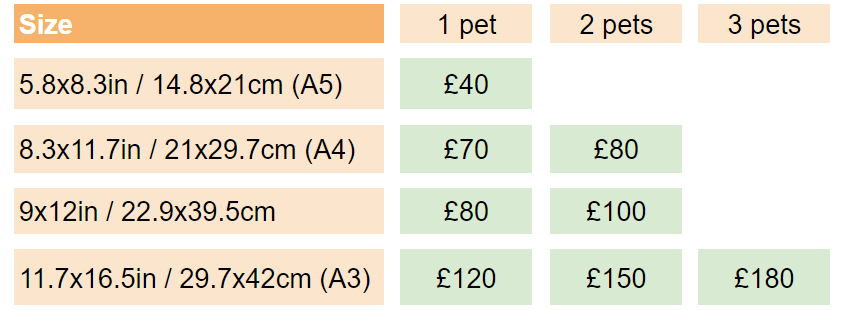 Size 1 pet 2 pets 3 pets
5.8x8.3in / 14.8x21cm (A5) £40
8.3x11.7in / 21x29.7cm (A4) £70 £80
9x12in / 22.9x39.5cm £80 £100
11.7x16.5in / 29.7x42cm (A3) £120 £150 £180